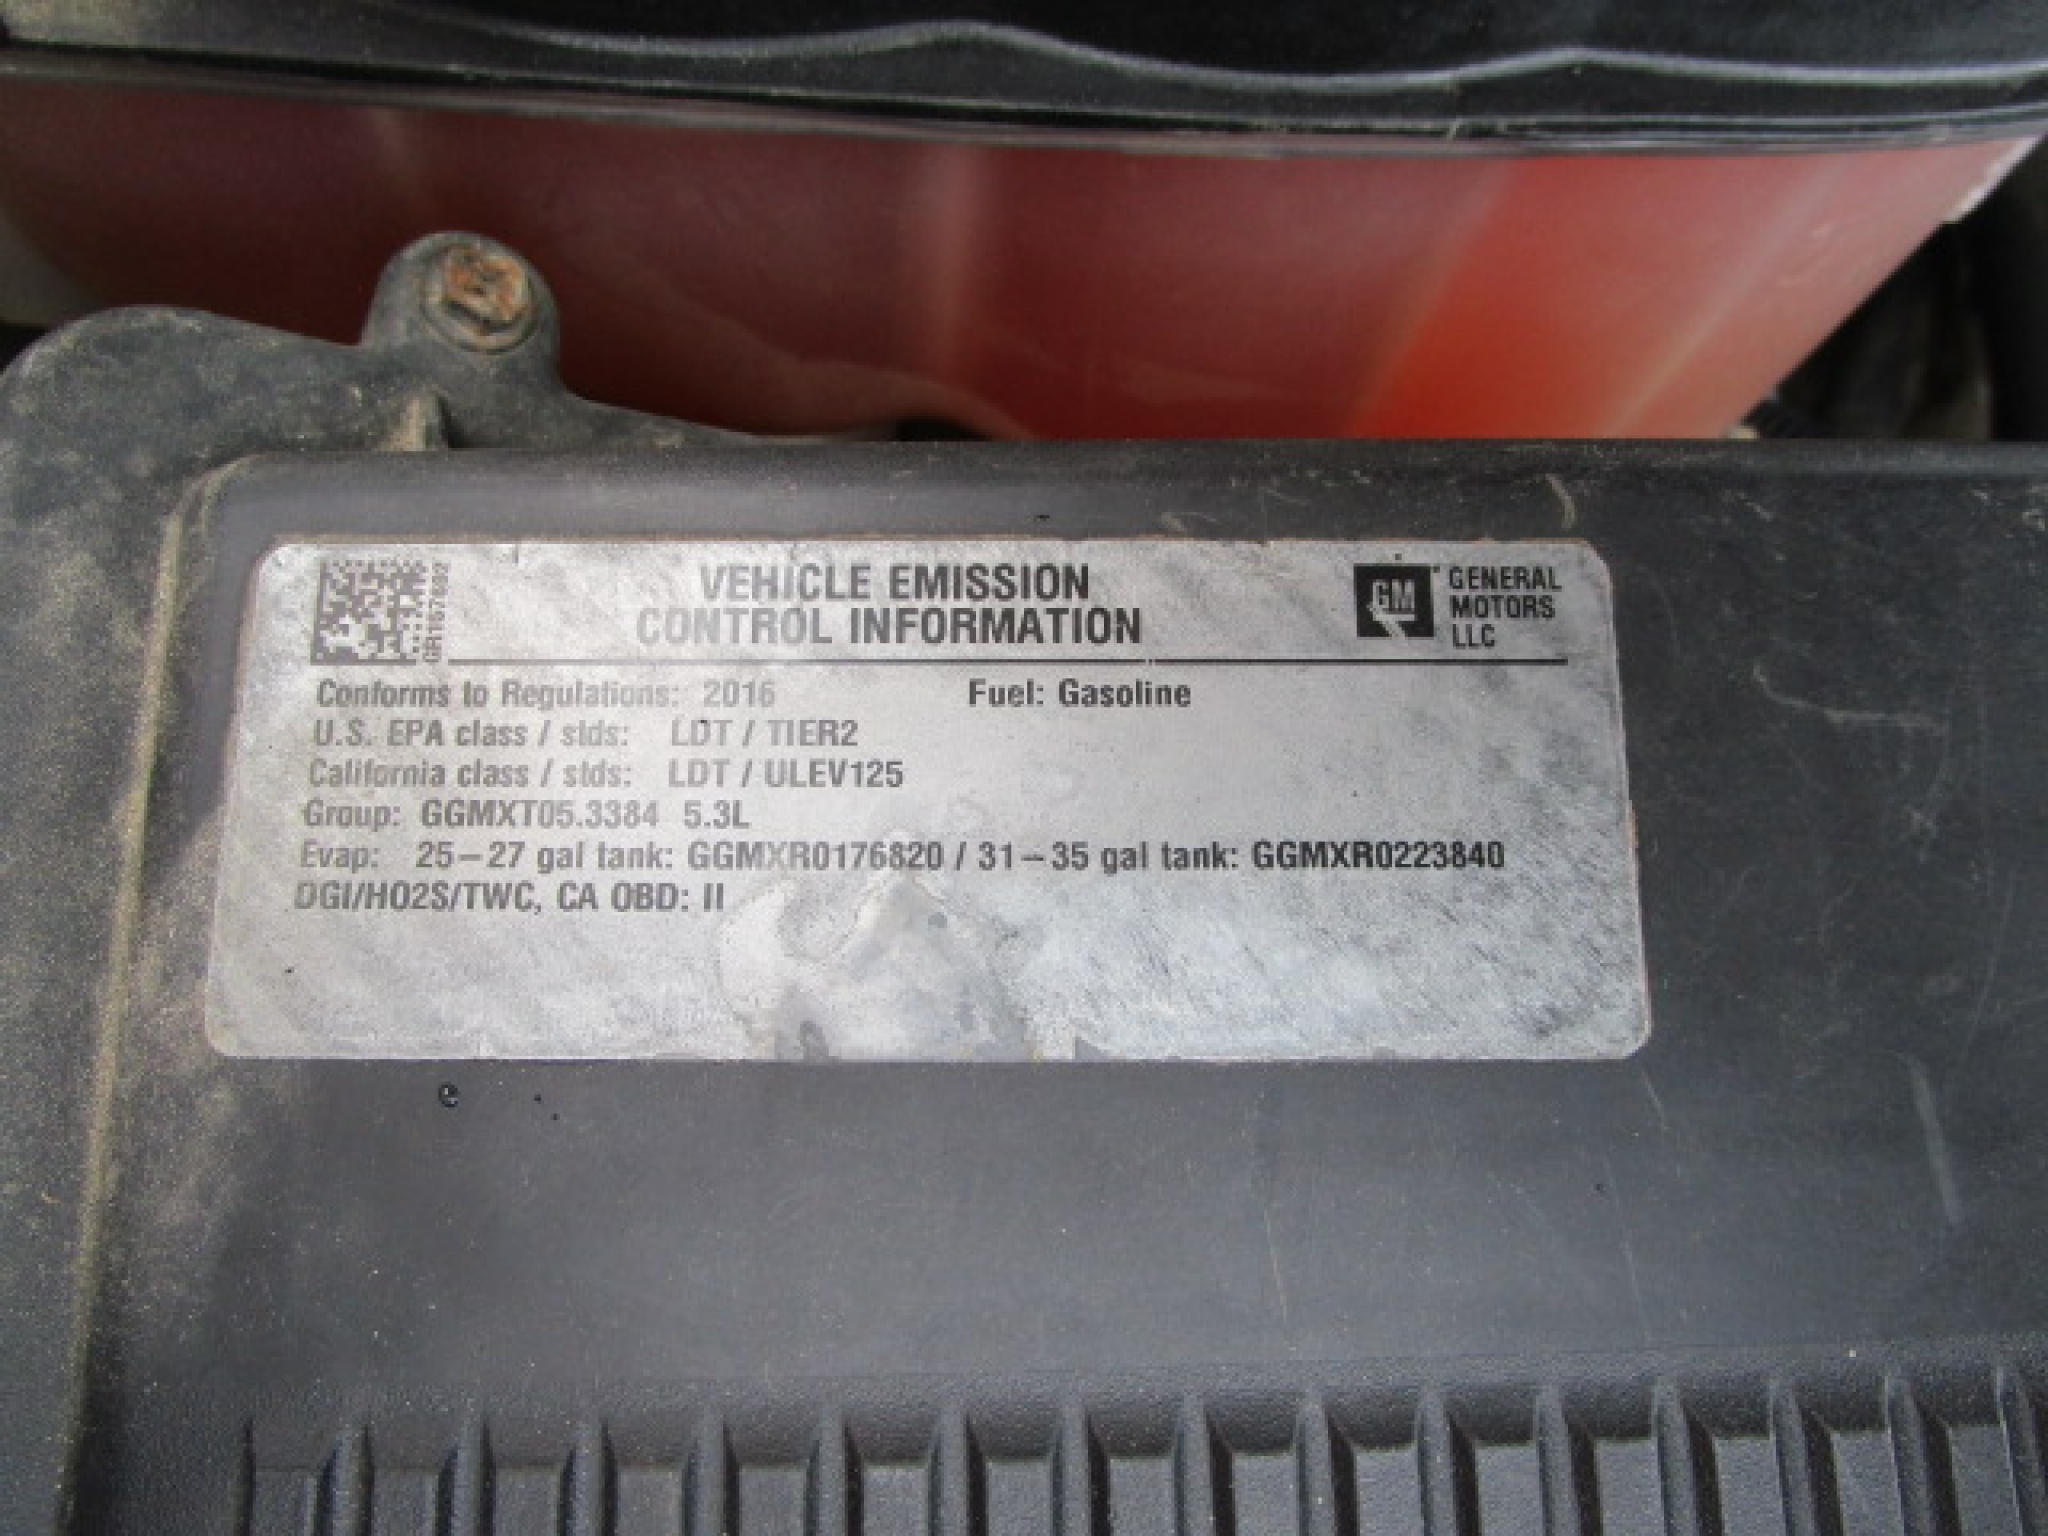 VEHICLE EMISSION
CONTROL INFORMATION
GM
GENERAL
MOTORS
LLC
Conforms to Regulations: 2016 Fuel: Gasoline
U.S. EPA class / stds: LDT / TIER2
California class / stds: LDT / ULEV125
Group: GGMXT05.3384 5.3L
Evap: 25–27 gal tank: GGMXR0176820 / 31–35 gal tank: GGMXR0223840
DGI/HO2S/TWC, CA OBD: II